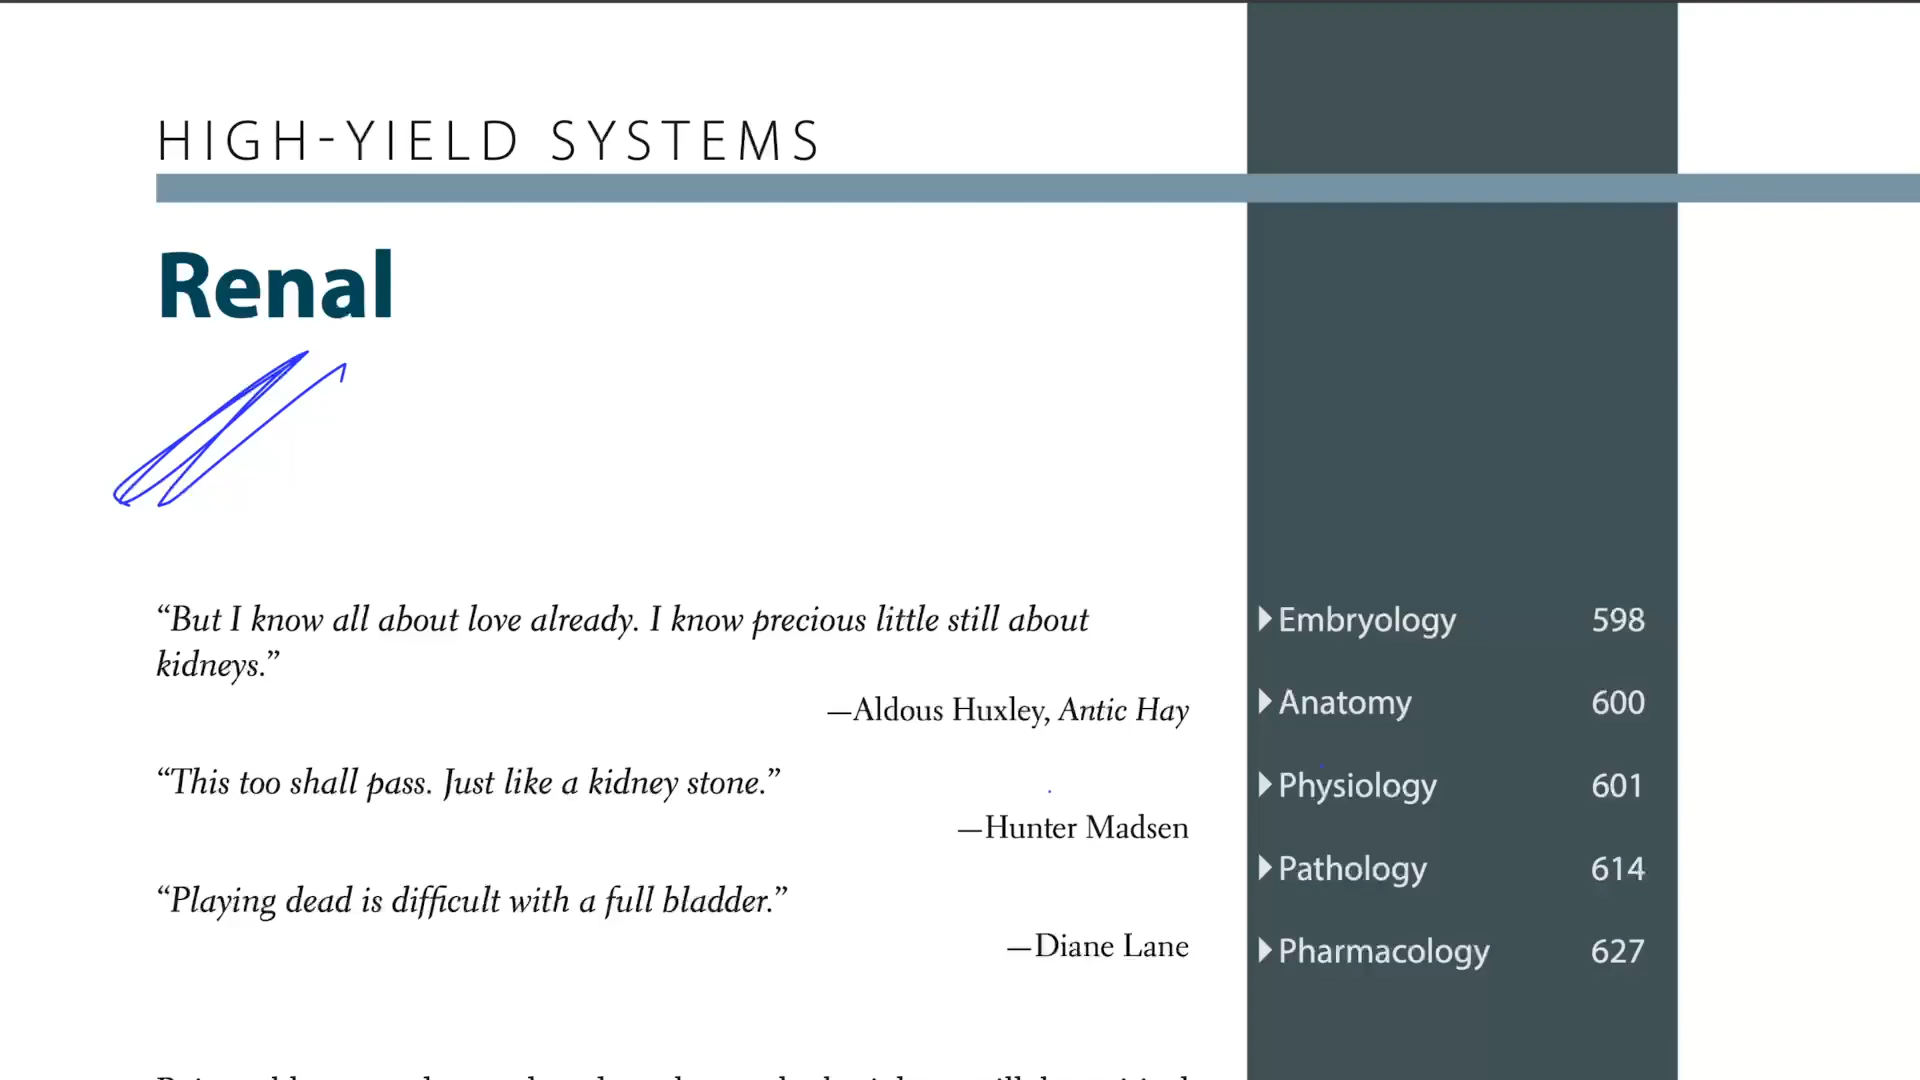 HIGH-YIELD SYSTEMS
Renal
“But I know all about love already. I know precious little still about
kidneys.”
—Aldous Huxley, Antic Hay
“This too shall pass. Just like a kidney stone.”
—Hunter Madsen
“Playing dead is difficult with a full bladder.”
—Diane Lane
Embryology 598
Anatomy 600
Physiology 601
Pathology 614
Pharmacology 627